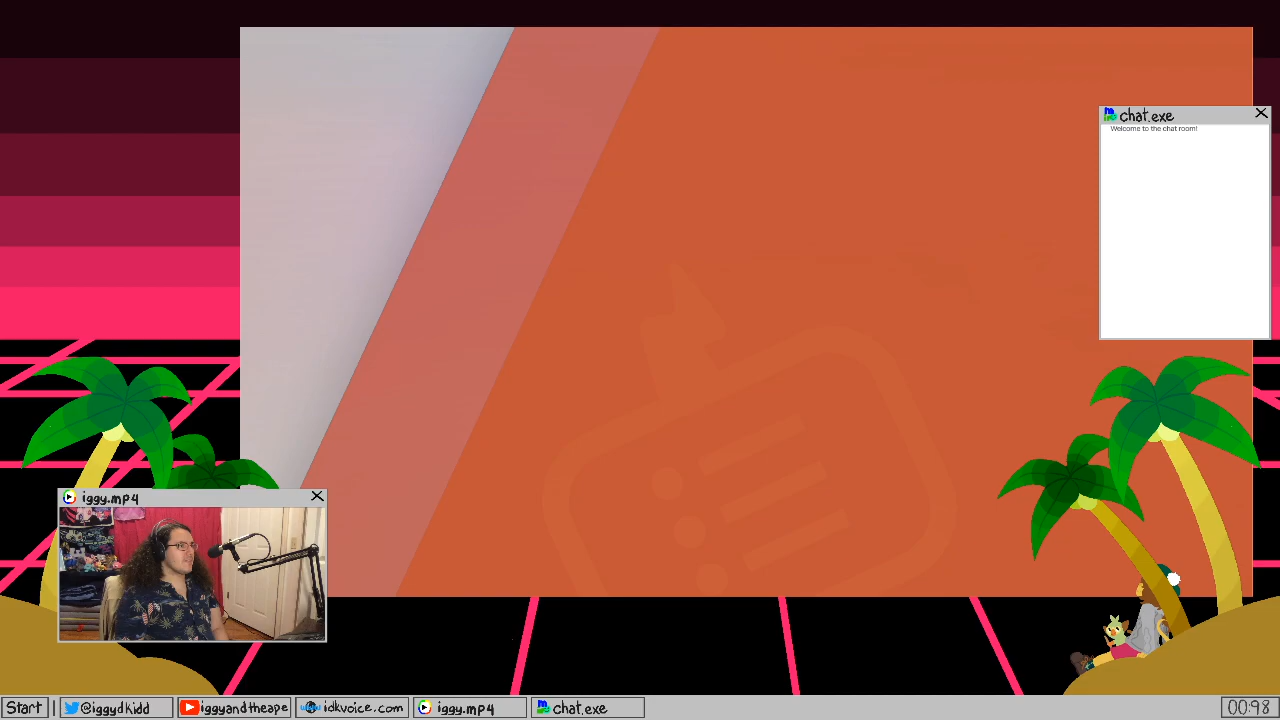 chat.exe
Welcome to the chat room!
iggy.mp4
Start
@iggydkidd
iggyandtheape
idkvoice.com
iggy.mp4
chat.exe
00:98